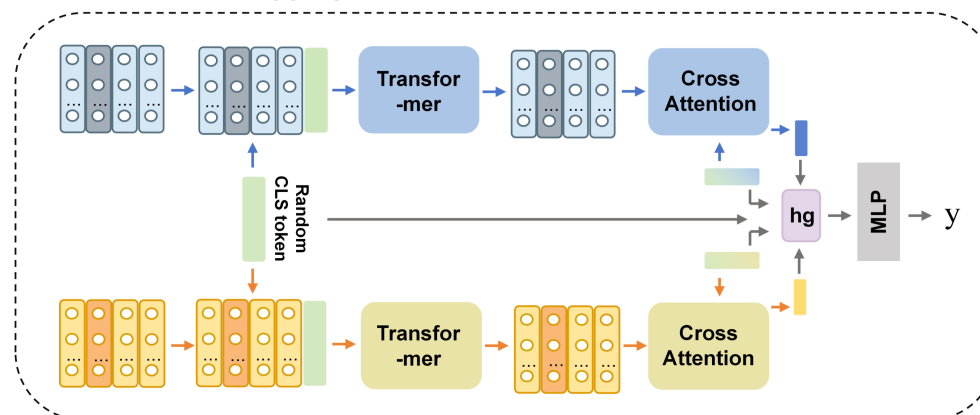 Transfor
-mer
Cross
Attention
Random
CLS token
hg
MLP
y
Transfor
-mer
Cross
Attention